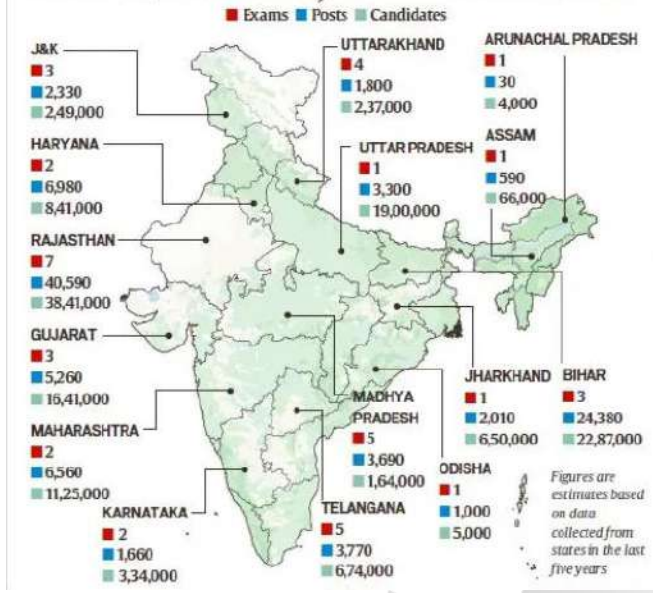 Exams Posts Candidates
J&K
3
2,330
2,49,000
HARYANA
2
6,980
8,41,000
RAJASTHAN
7
40,590
38,41,000
GUJARAT
3
5,260
16,41,000
MAHARASHTRA
2
6,560
11,25,000
KARNATAKA
2
1,660
3,34,000
UTTARAKHAND
4
1,800
2,37,000
UTTAR PRADESH
1
3,300
19,00,000
ARUNACHAL PRADESH
1
30
4,000
ASSAM
1
590
66,000
MADHYA
PRADESH
5
3,690
1,64,000
TELANGANA
5
3,770
6,74,000
ODISHA
1
1,000
5,000
JHARKHAND
1
2,010
6,50,000
BIHAR
3
24,380
22,87,000
Figures are
estimates based
on data
collected from
states in the last
five years